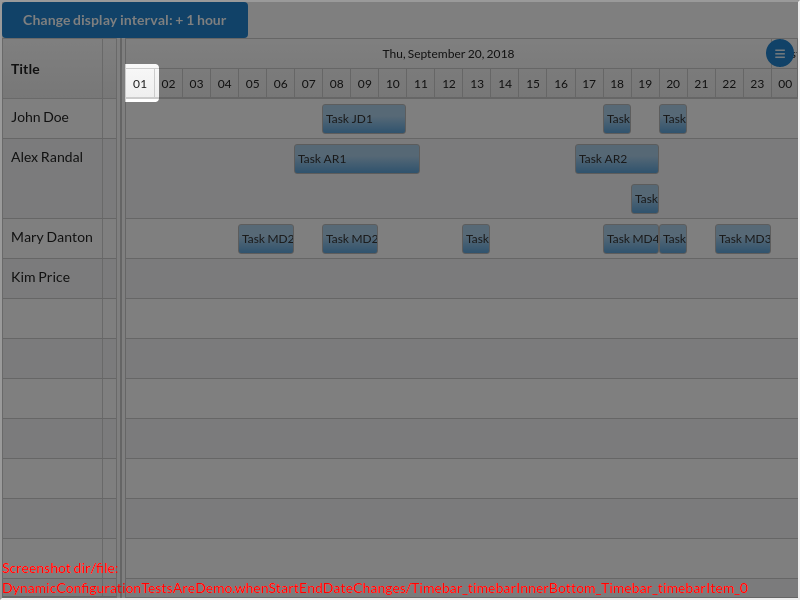 Change display interval: + 1 hour
Thu, September 20, 2018
Title
01 02 03 04 05 06 07 08 09 10 11 12 13 14 15 16 17 18 19 20 21 22 23 00
John Doe Task JD1 Task Task
Alex Randal Task AR1 Task AR2
Task
Mary Danton Task MD2 Task MD2 Task Task MD4 Task Task MD3
Kim Price
Screenshot dir/file:
DynamicConfigurationTestsAreDemo.whenStartEndDateChanges/Timebar_timebarInnerBottom_Timebar_timebarItem_0